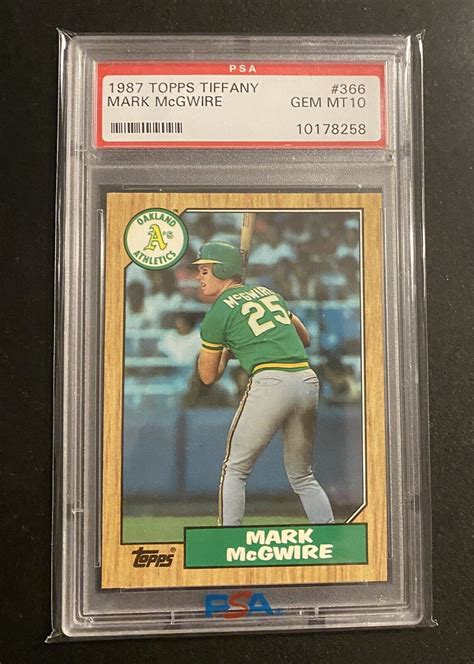 PSA
1987 TOPPS TIFFANY #366
MARK McGWIRE GEM MT10
10178258
OAKLAND
A's
ATHLETICS
McGWIRE
25
topps
MARK
McGWIRE
PSA